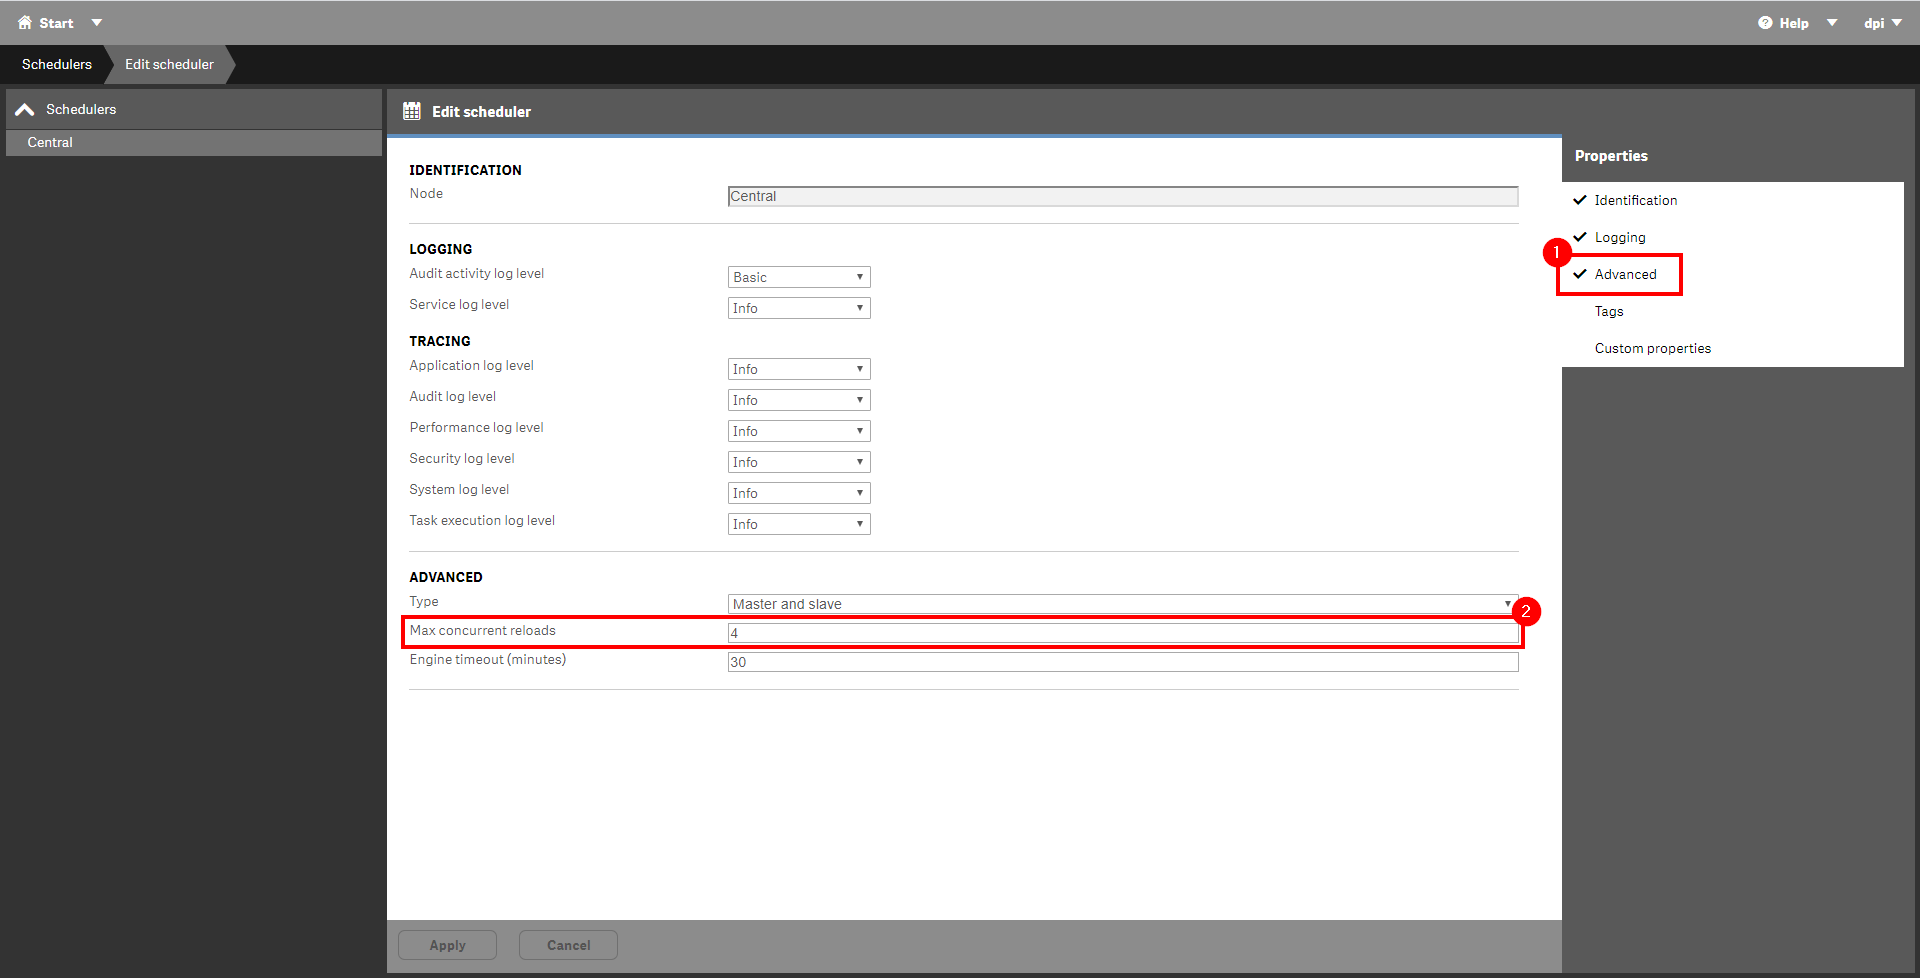 Start
Help
dpi
Schedulers
Edit scheduler
Schedulers
Central
Edit scheduler
IDENTIFICATION
Node
Central
LOGGING
Audit activity log level
Basic
Service log level
Info
TRACING
Application log level
Info
Audit log level
Info
Performance log level
Info
Security log level
Info
System log level
Info
Task execution log level
Info
ADVANCED
Type
Master and slave
2
Max concurrent reloads
4
Engine timeout (minutes)
30
Apply
Cancel
Properties
Identification
Logging
1
Advanced
Tags
Custom properties